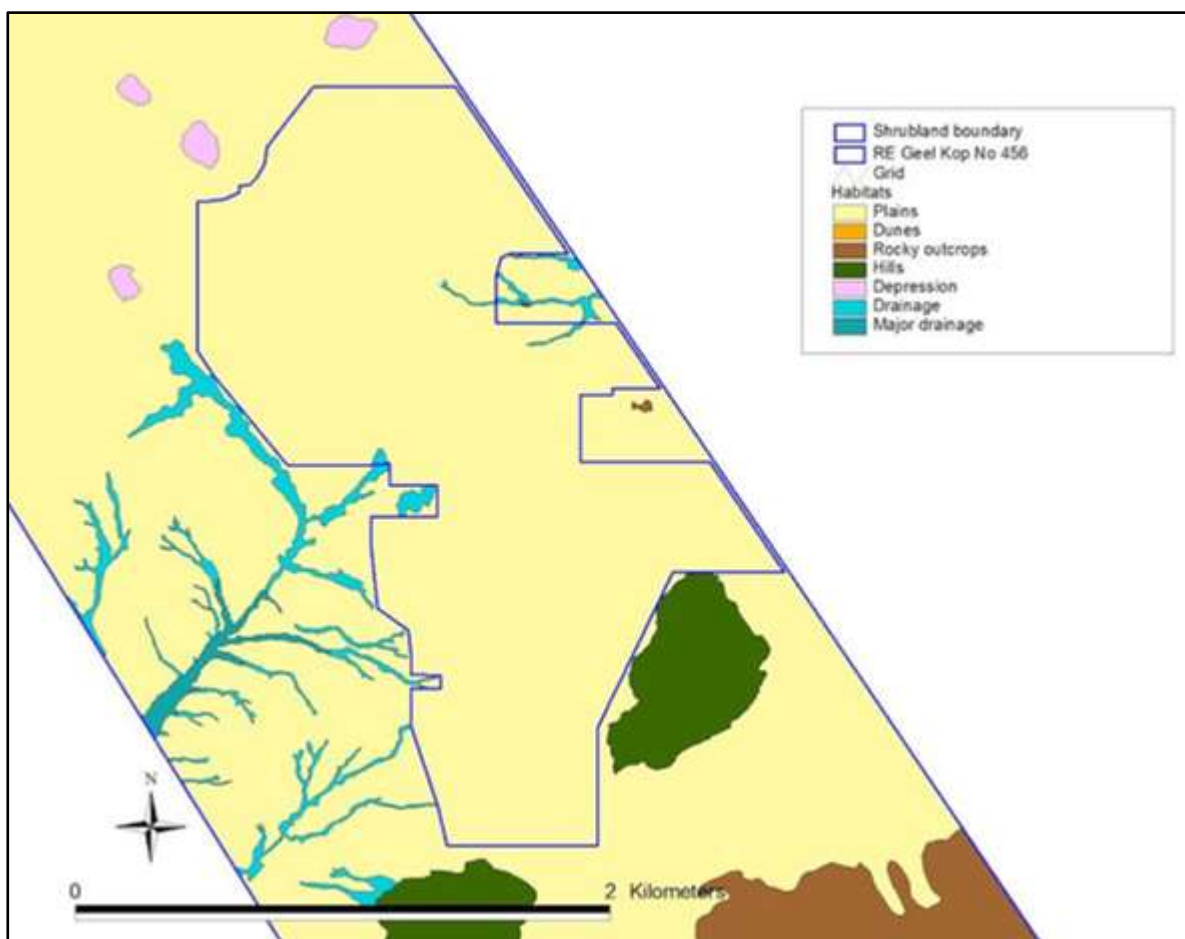 Shrubland boundary
RE Geel Kop No 456
Grid
Habitats
Plains
Dunes
Rocky outcrops
Hills
Depression
Drainage
Major drainage
N
0 2 Kilometers